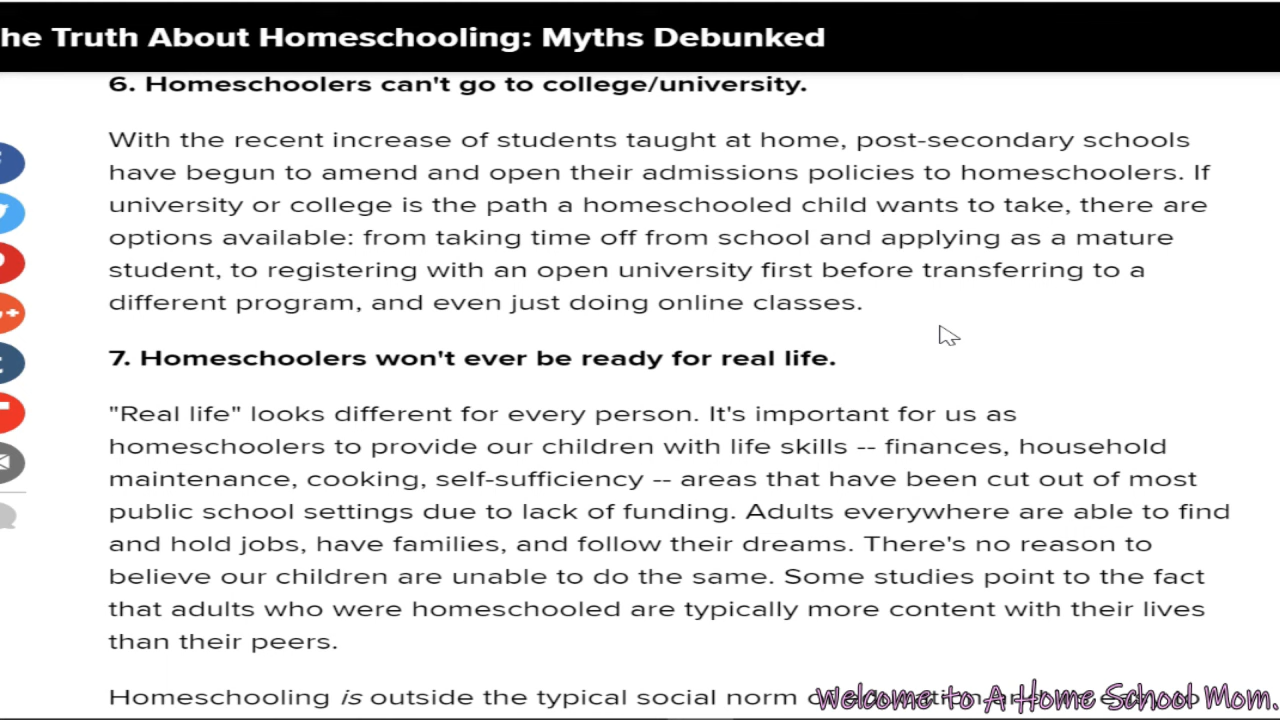 he Truth About Homeschooling: Myths Debunked
6. Homeschoolers can't go to college/university.
With the recent increase of students taught at home, post-secondary schools
have begun to amend and open their admissions policies to homeschoolers. If
university or college is the path a homeschooled child wants to take, there are
options available: from taking time off from school and applying as a mature
student, to registering with an open university first before transferring to a
different program, and even just doing online classes.
7. Homeschoolers won't ever be ready for real life.
"Real life" looks different for every person. It's important for us as
homeschoolers to provide our children with life skills -- finances, household
maintenance, cooking, self-sufficiency -- areas that have been cut out of most
public school settings due to lack of funding. Adults everywhere are able to find
and hold jobs, have families, and follow their dreams. There's no reason to
believe our children are unable to do the same. Some studies point to the fact
that adults who were homeschooled are typically more content with their lives
than their peers.
Homeschooling is outside the typical social norm
Welcome to A Home School Mom.